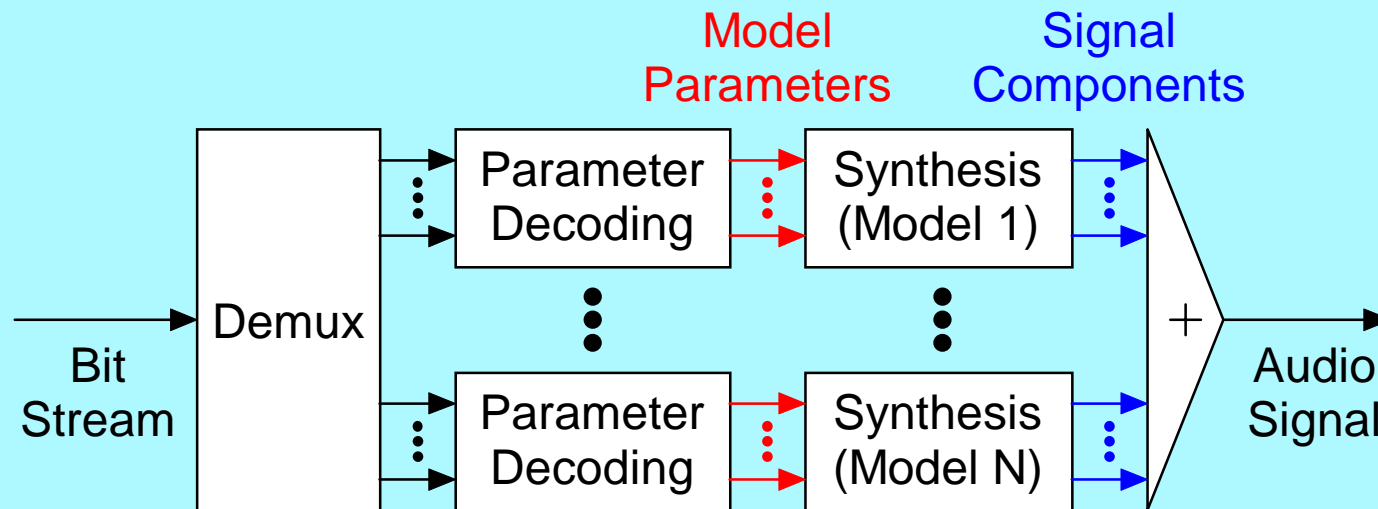 Model
Parameters
Signal
Components
Demux
Parameter
Decoding
Synthesis
(Model 1)
+
Bit
Stream
Audio
Signal
Parameter
Decoding
Synthesis
(Model N)